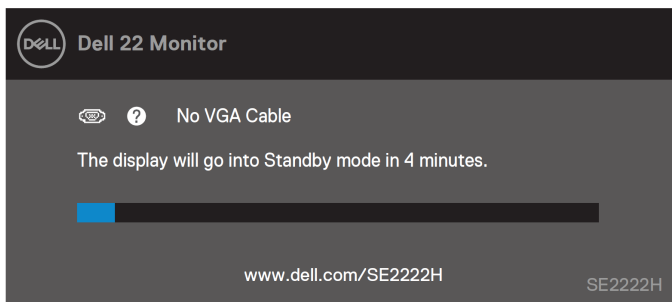 DELL Dell 22 Monitor
? No VGA Cable
The display will go into Standby mode in 4 minutes.
www.dell.com/SE2222H
SE2222H